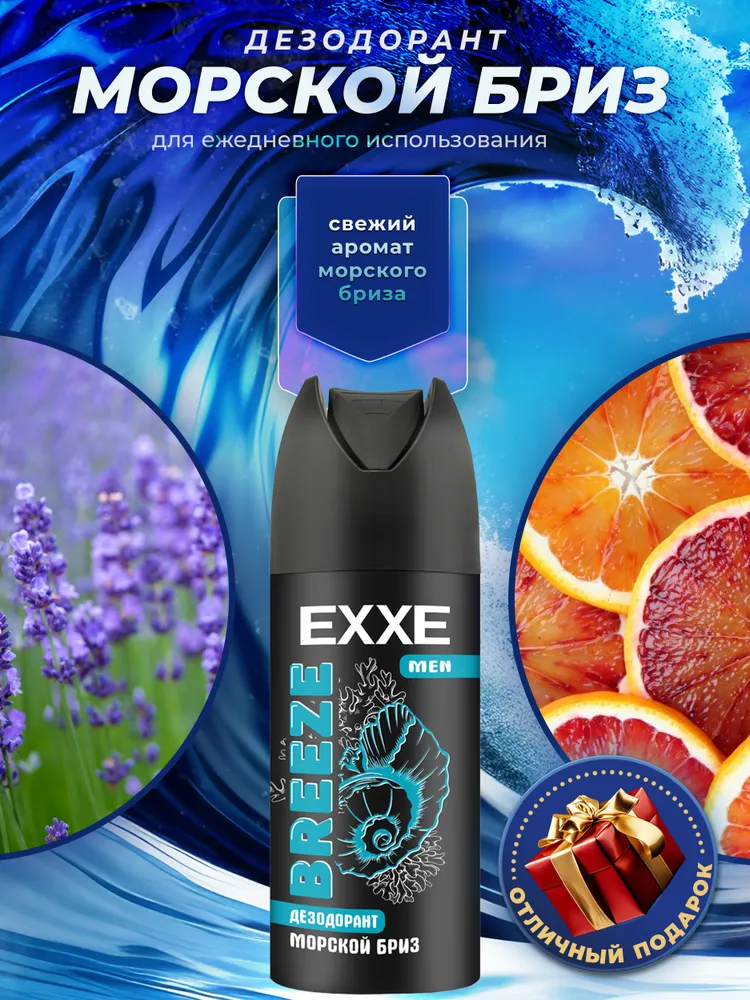 ДЕЗОДОРАНТ
МОРСКОЙ БРИЗ
для ежедневного использования
свежий
аромат
морского
бриза
EXXE
MEN
BREEZE
ДЕЗОДОРАНТ
МОРСКОЙ БРИЗ
ОТЛИЧНЫЙ ПОДАРОК